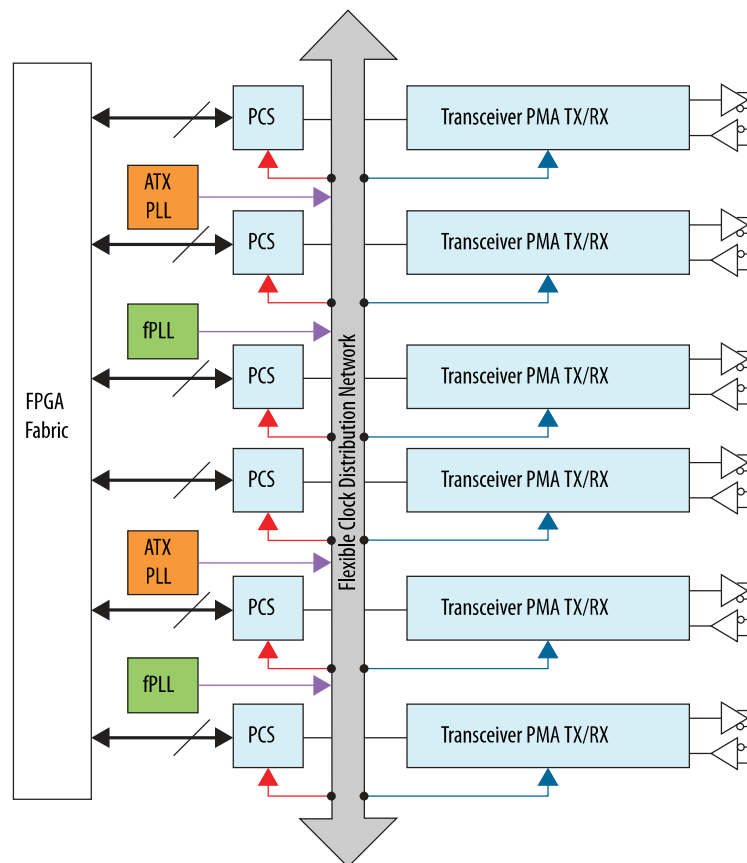 PCS
Transceiver PMA TX/RX
ATX
PLL
PCS
Transceiver PMA TX/RX
fPLL
PCS
Transceiver PMA TX/RX
FPGA
Fabric
Flexible Clock Distribution Network
PCS
Transceiver PMA TX/RX
ATX
PLL
PCS
Transceiver PMA TX/RX
fPLL
PCS
Transceiver PMA TX/RX